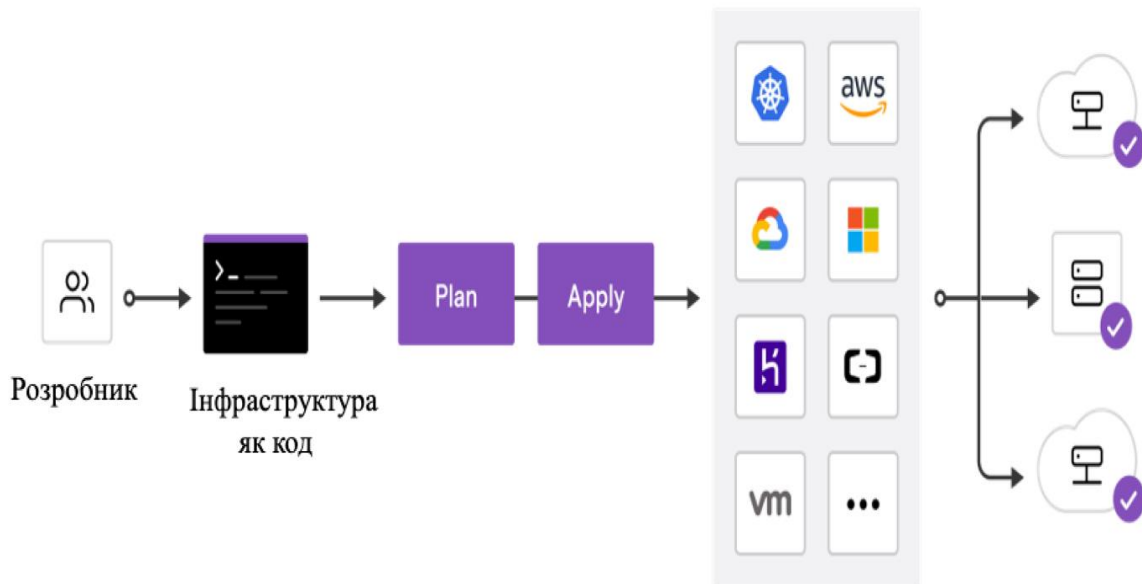 Розробник
Інфраструктура
як код
Plan
Apply
aws
vm